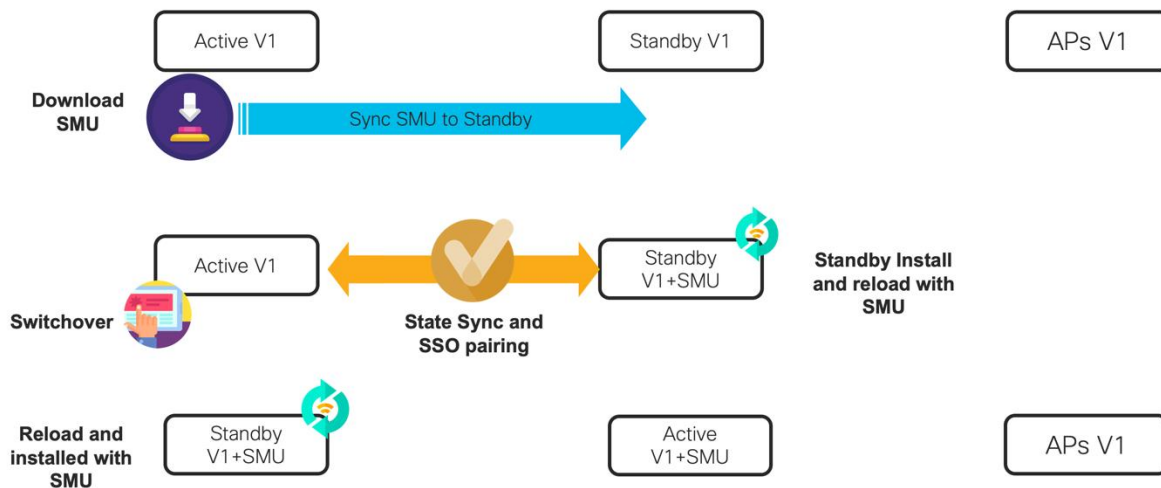 Active V1
Standby V1
APs V1
Download
SMU
Sync SMU to Standby
Active V1
Standby
V1+SMU
Standby Install
and reload with
SMU
Switchover
State Sync and
SSO pairing
Reload and
installed with
SMU
Standby
V1+SMU
Active
V1+SMU
APs V1